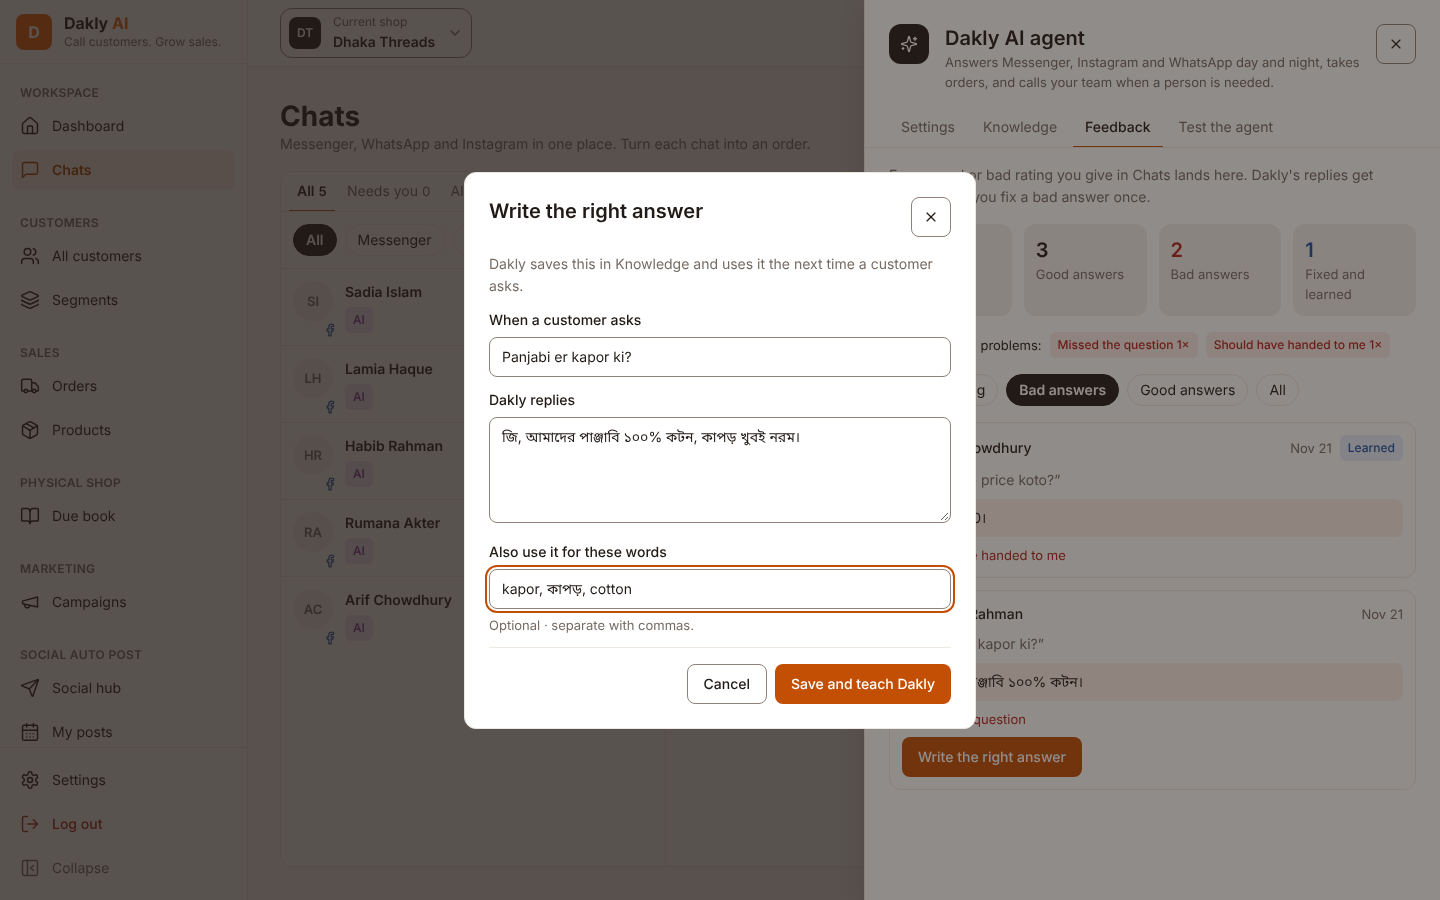 D
Dakly AI
Call customers. Grow sales.
WORKSPACE
Dashboard
Chats
CUSTOMERS
All customers
Segments
SALES
Orders
Products
PHYSICAL SHOP
Due book
MARKETING
Campaigns
SOCIAL AUTO POST
Social hub
My posts
Settings
Log out
Collapse
DT
Current shop
Dhaka Threads
Chats
Messenger, WhatsApp and Instagram in one place. Turn each chat into an order.
All 5
Needs you 0
All
Messenger
SI
Sadia Islam
AI
LH
Lamia Haque
AI
HR
Habib Rahman
AI
RA
Rumana Akter
AI
AC
Arif Chowdhury
AI
Write the right answer
Dakly saves this in Knowledge and uses it the next time a customer
asks.
When a customer asks
Panjabi er kapor ki?
Dakly replies
জি, আমাদের পাঞ্জাবি ১০০% কটন, কাপড় খুবই নরম।
Also use it for these words
kapor, কাপড়, cotton
Optional · separate with commas.
Cancel
Save and teach Dakly
Dakly AI agent
Answers Messenger, Instagram and WhatsApp day and night, takes
orders, and calls your team when a person is needed.
Settings
Knowledge
Feedback
Test the agent
or bad rating you give in Chats lands here. Dakly's replies get
you fix a bad answer once.
3
Good answers
2
Bad answers
1
Fixed and
learned
problems:
Missed the question 1×
Should have handed to me 1×
Bad answers
Good answers
All
Nov 21
Learned
price koto?”
handed to me
Rahman
Nov 21
kapor ki?”
১০০% কটন।
question
Write the right answer